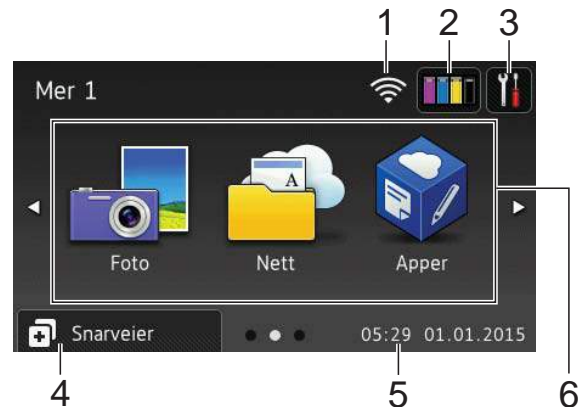 1 2 3
Mer 1
A
Foto Nett Apper
Snarveier 05:29 01.01.2015
4 5 6